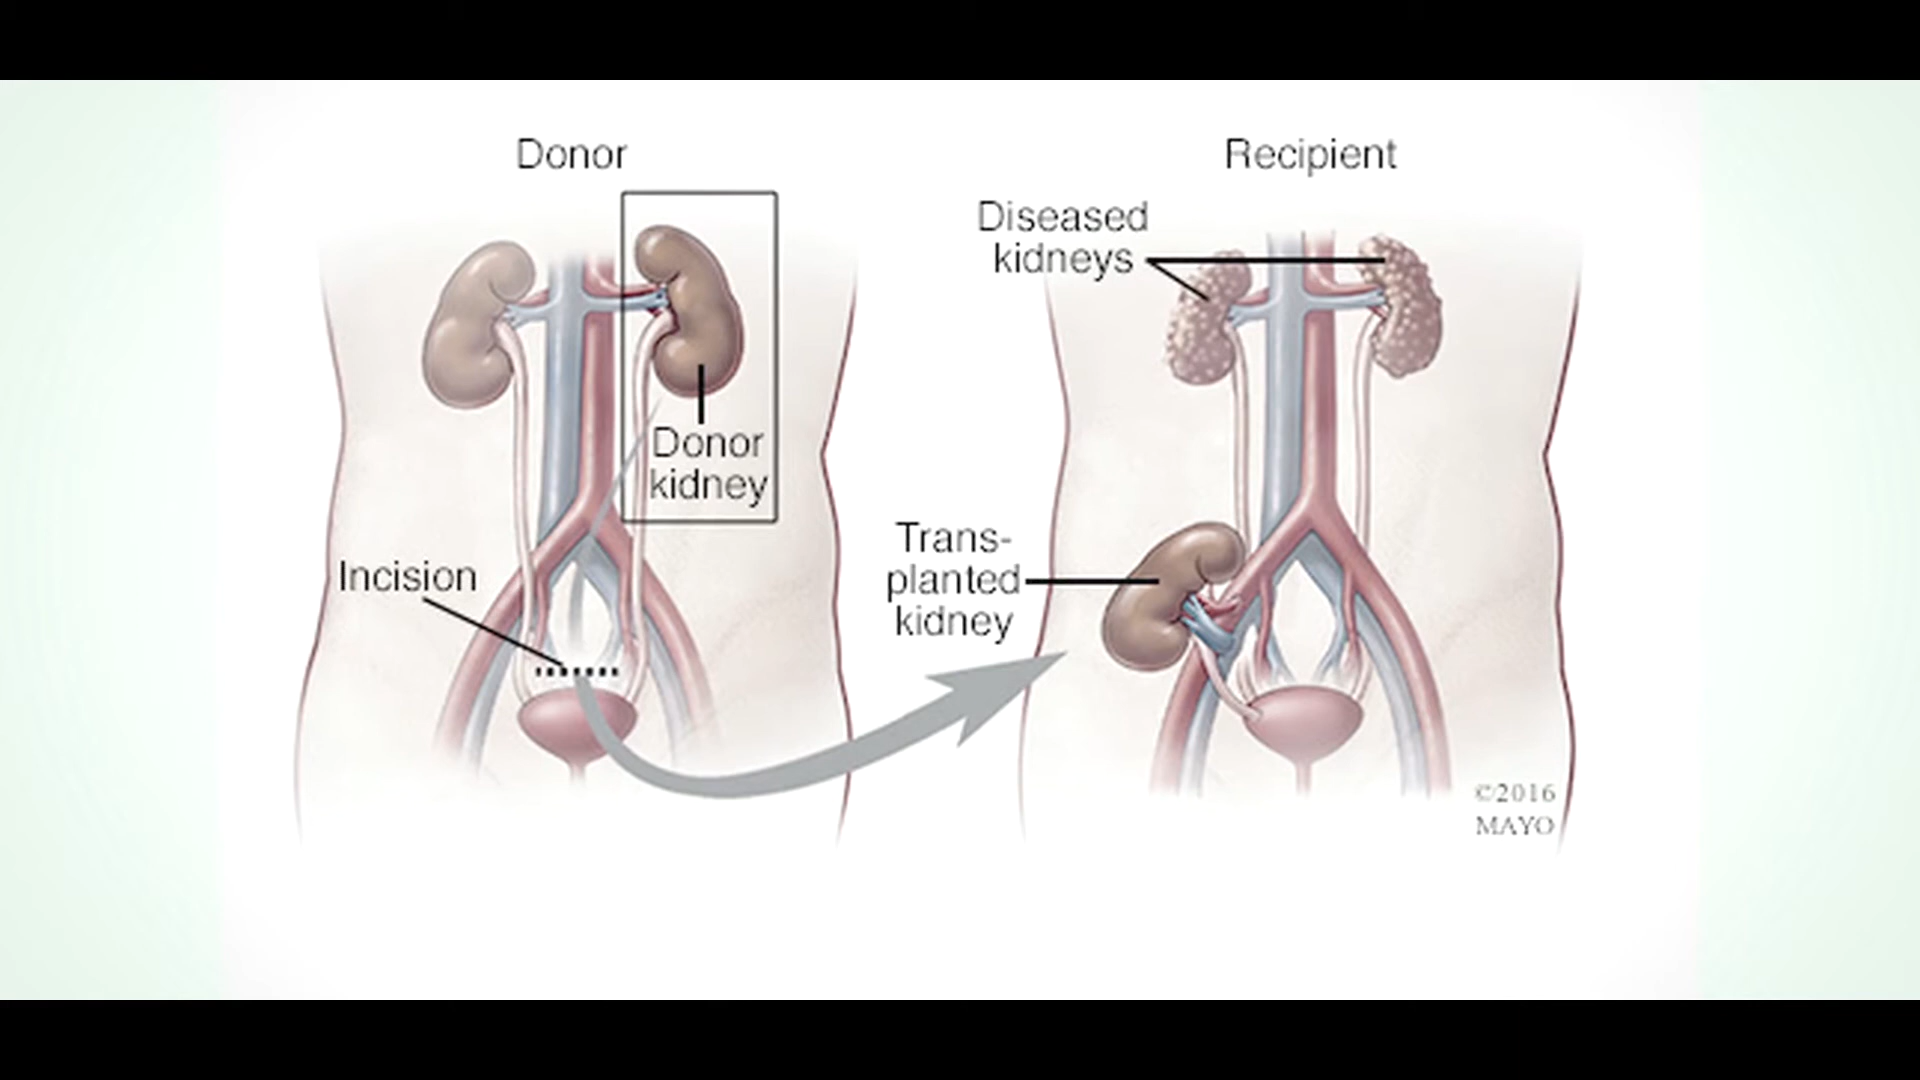 Donor
Donor
kidney
Incision
Recipient
Diseased
kidneys
Trans-
planted
kidney
©2016
MAYO